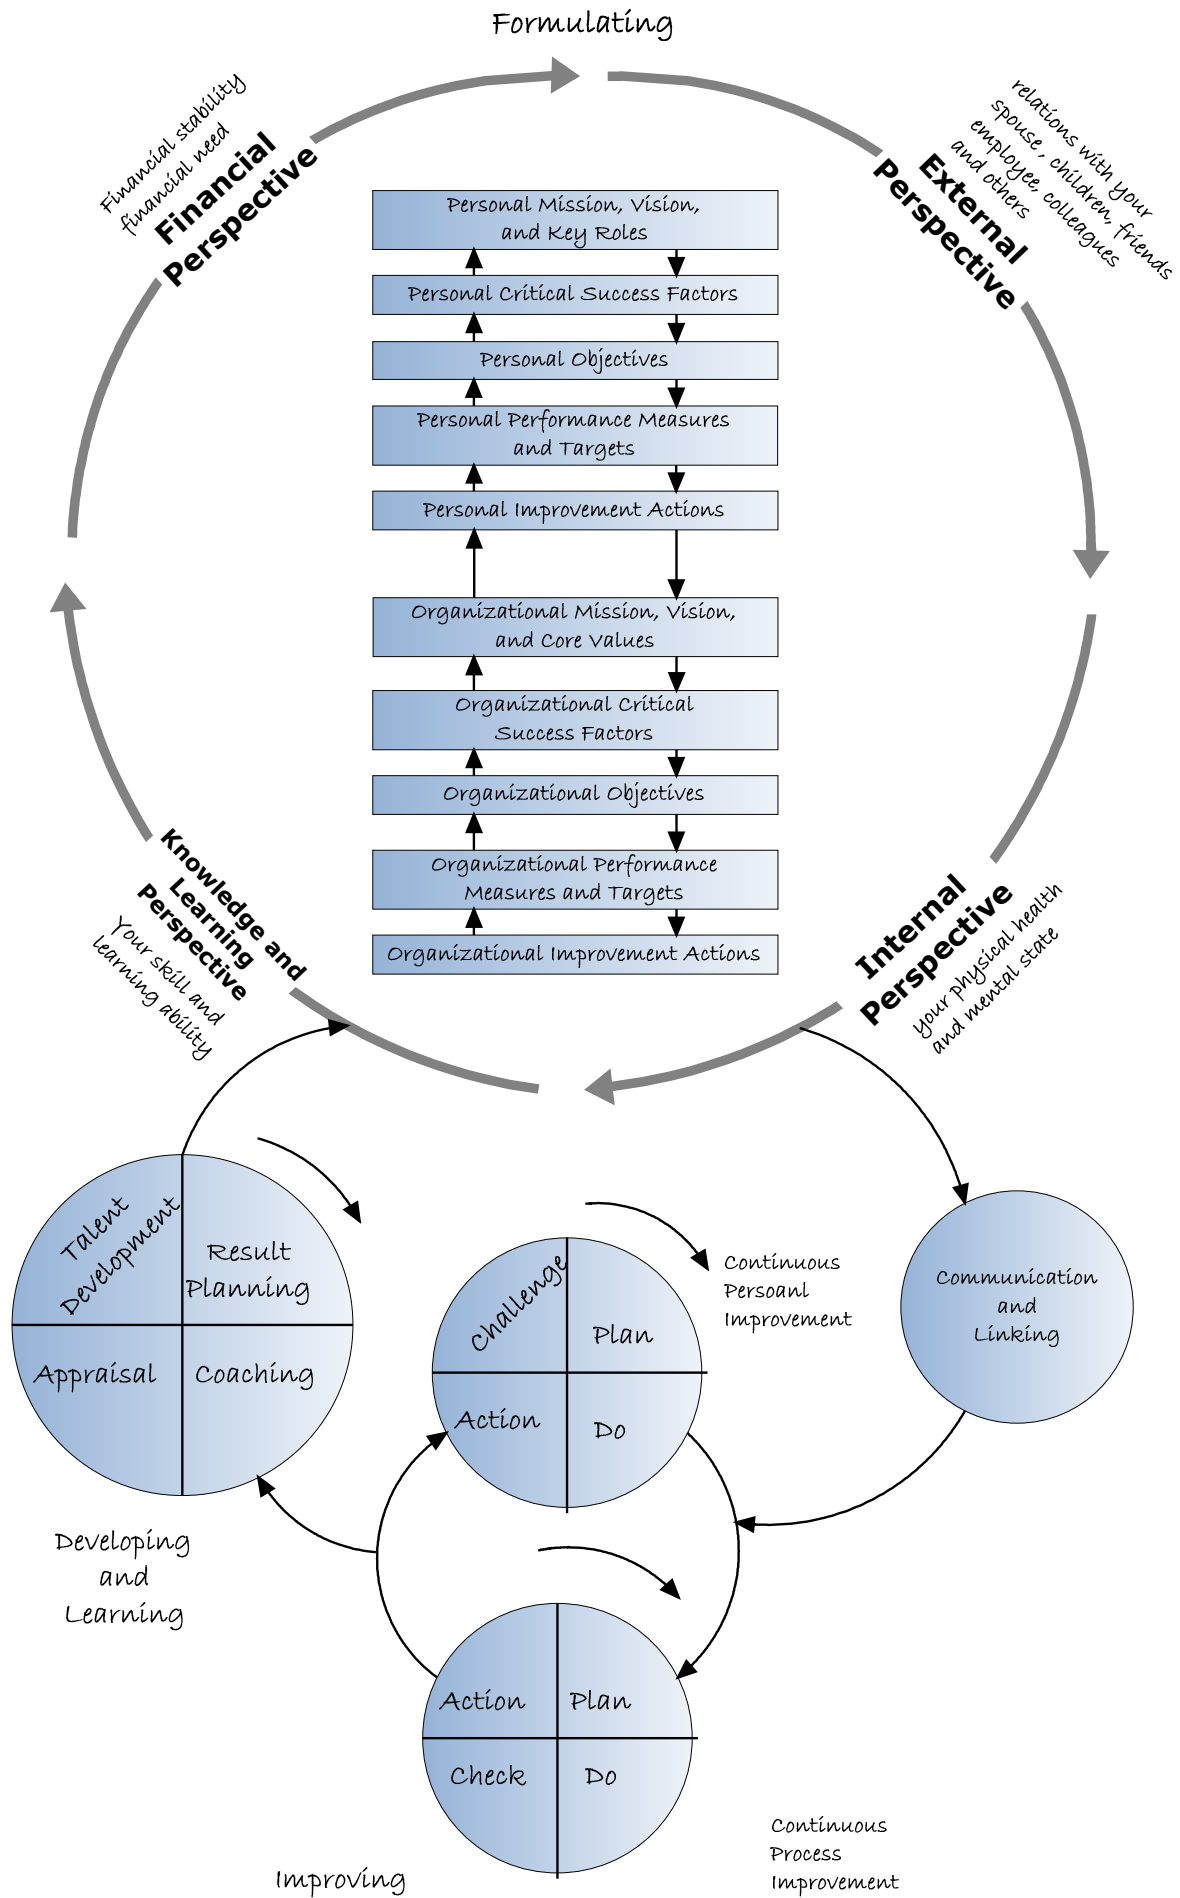 Formulating
Financial stability
financial need
Financial
Perspective
relations with your
spouse, children, friends
employee, colleagues
and others
External
Perspective
Personal Mission, Vision,
and Key Roles
Personal Critical Success Factors
Personal Objectives
Personal Performance Measures
and Targets
Personal Improvement Actions
Organizational Mission, Vision,
and Core Values
Organizational Critical
Success Factors
Organizational Objectives
Organizational Performance
Measures and Targets
Organizational Improvement Actions
Knowledge and
Learning
Perspective
Your skill and
learning ability
Internal
Perspective
your physical health
and mental state
Talent
Development
Result
Planning
Appraisal
Coaching
Developing
and
Learning
Challenge
Plan
Action
Do
Continuous
Persoanl
Improvement
Communication
and
Linking
Action
Plan
Check
Do
Improving
Continuous
Process
Improvement